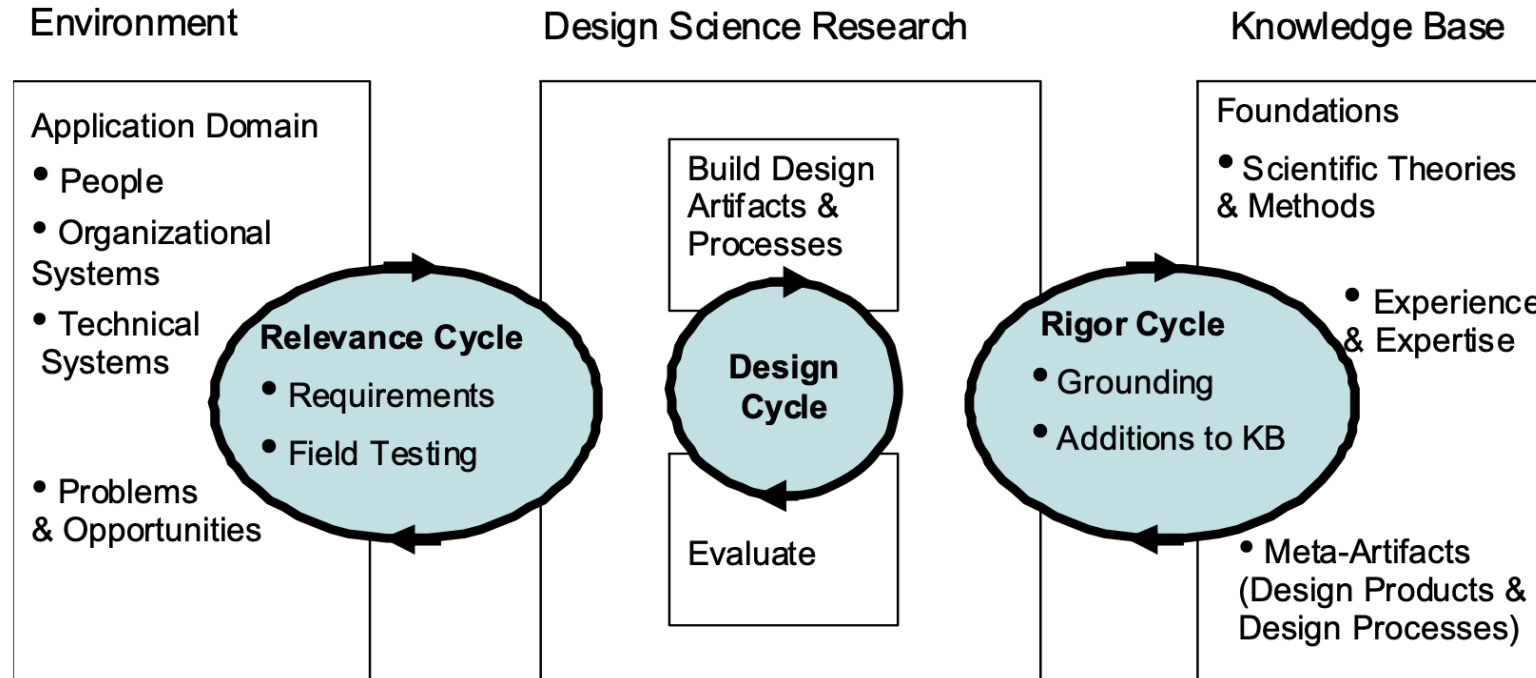 Environment
Design Science Research
Knowledge Base
Application Domain
• People
• Organizational
Systems
• Technical
Systems
• Problems
& Opportunities
Relevance Cycle
• Requirements
• Field Testing
Build Design
Artifacts &
Processes
Design
Cycle
Evaluate
Rigor Cycle
• Grounding
• Additions to KB
Foundations
• Scientific Theories
& Methods
• Experience
& Expertise
• Meta-Artifacts
(Design Products &
Design Processes)